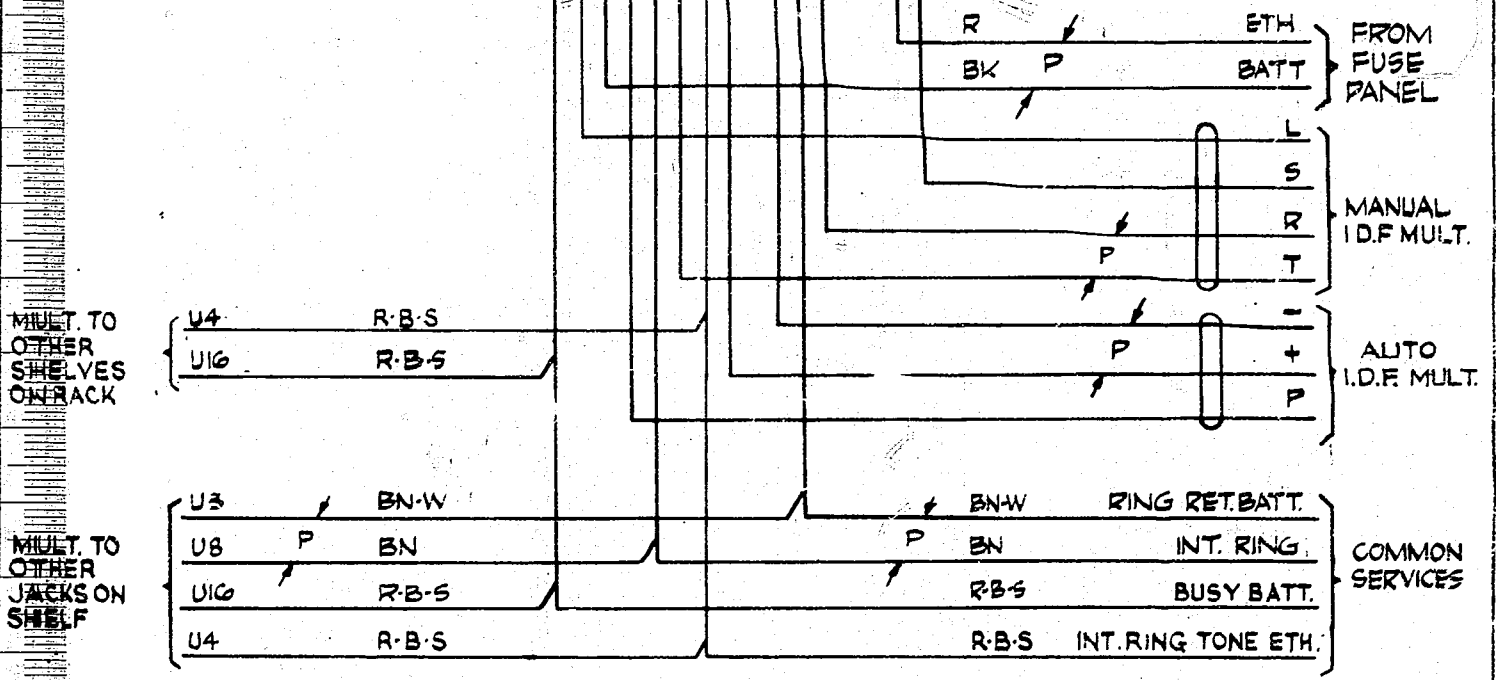 R ETH
BK P BATT
FROM
FUSE
PANEL
L
S
R
P
T
MANUAL
I.D.F MULT.
-
P
+
P
AUTO
I.D.F. MULT.
MULT. TO
OTHER
SHELVES
ON RACK
U4 R-B-S
U16 R-B-S
MULT. TO
OTHER
JACKS ON
SHELF
U3 BN-W
U8 P BN
U16 R-B-S
U4 R-B-S
BN-W RING RET. BATT.
P BN INT. RING
R-B-S BUSY BATT.
R-B-S INT. RING TONE ETH.
COMMON
SERVICES